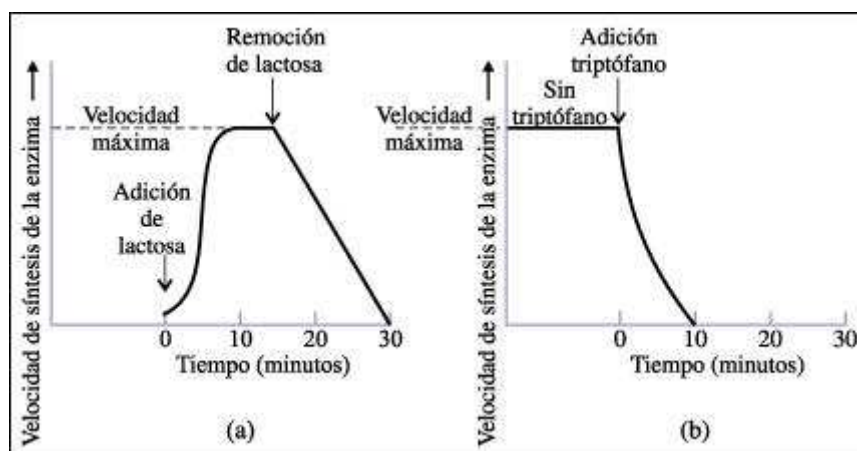 Velocidad de síntesis de la enzima
Remoción
de lactosa
Velocidad
máxima
Adición
de
lactosa
0
10
20
30
Tiempo (minutos)
(a)
Velocidad de síntesis de la enzima
Adición
triptófano
Sin
triptófano
Velocidad
máxima
0
10
20
30
Tiempo (minutos)
(b)